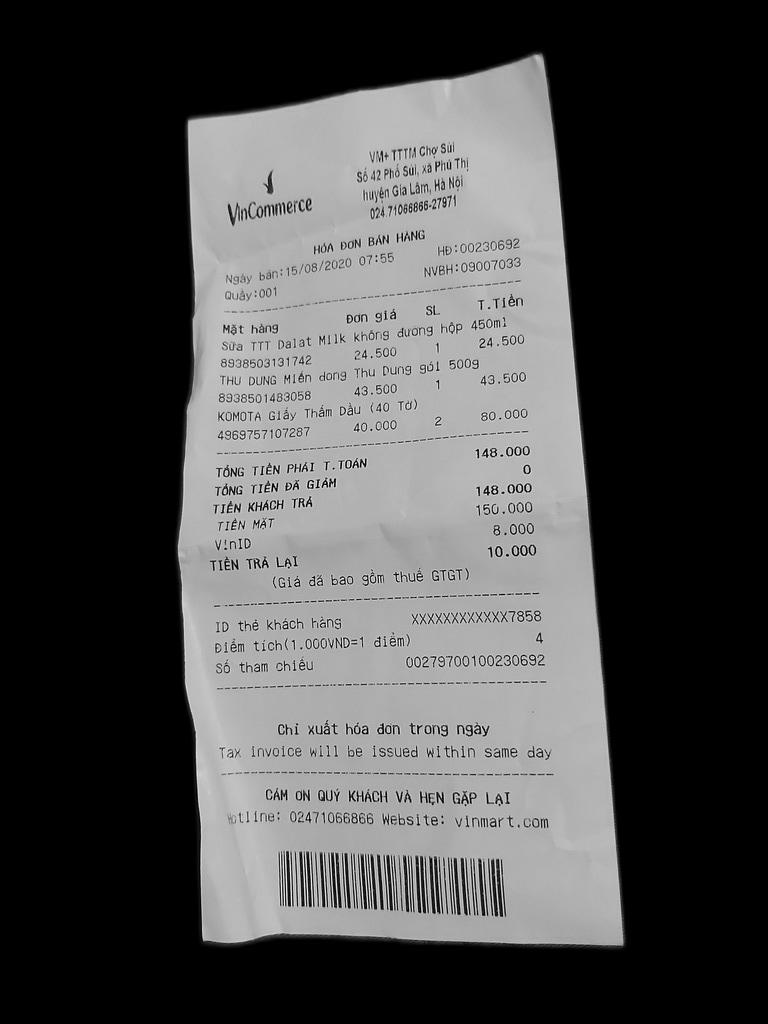 VinCommerce
VM+ TTTM Chợ Sủi
Số 42 Phố Sủi, xã Phú Thị
huyện Gia Lâm, Hà Nội
024.71066866-27971
HÓA ĐƠN BÁN HÀNG
Ngày bán:15/08/2020 07:55 HĐ:00230692
Quầy:001 NVBH:09007033
Mặt hàng Đơn giá SL T.Tiền
Sữa TTT Dalat Milk không đường hộp 450ml
8938503131742 24.500 1 24.500
THU DUNG Miến dong Thu Dung gói 500g
8938501483058 43.500 1 43.500
KOMOTA Giấy Thấm Dầu (40 Tờ)
4969757107287 40.000 2 80.000
TỔNG TIỀN PHẢI T.TOÁN 148.000
TỔNG TIỀN ĐÃ GIẢM 0
TIỀN KHÁCH TRẢ 148.000
TIỀN MẶT 150.000
VinID 8.000
TIỀN TRẢ LẠI 10.000
(Giá đã bao gồm thuế GTGT)
ID thẻ khách hàng XXXXXXXXXXXX7858
Điểm tích(1.000VND=1 điểm) 4
Số tham chiếu 00279700100230692
Chỉ xuất hóa đơn trong ngày
Tax invoice will be issued within same day
CẢM ƠN QUÝ KHÁCH VÀ HẸN GẶP LẠI
Hotline: 02471066866 Website: vinmart.com